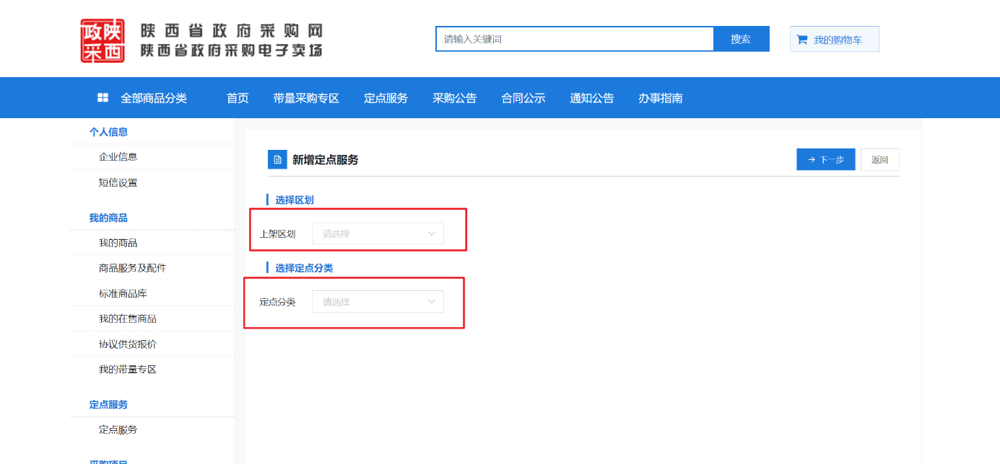 政陕
采西
陕西省政府采购网
陕西省政府采购电子卖场
请输入关键词
搜索
我的购物车
全部商品分类 首页 带量采购专区 定点服务 采购公告 合同公示 通知公告 办事指南
个人信息
企业信息
短信设置
我的商品
我的商品
商品服务及配件
标准商品库
我的在售商品
协议供货报价
我的带量专区
定点服务
定点服务
采购项目
新增定点服务
下一步
返回
选择区划
上架区划 请选择
选择定点分类
定点分类 请选择